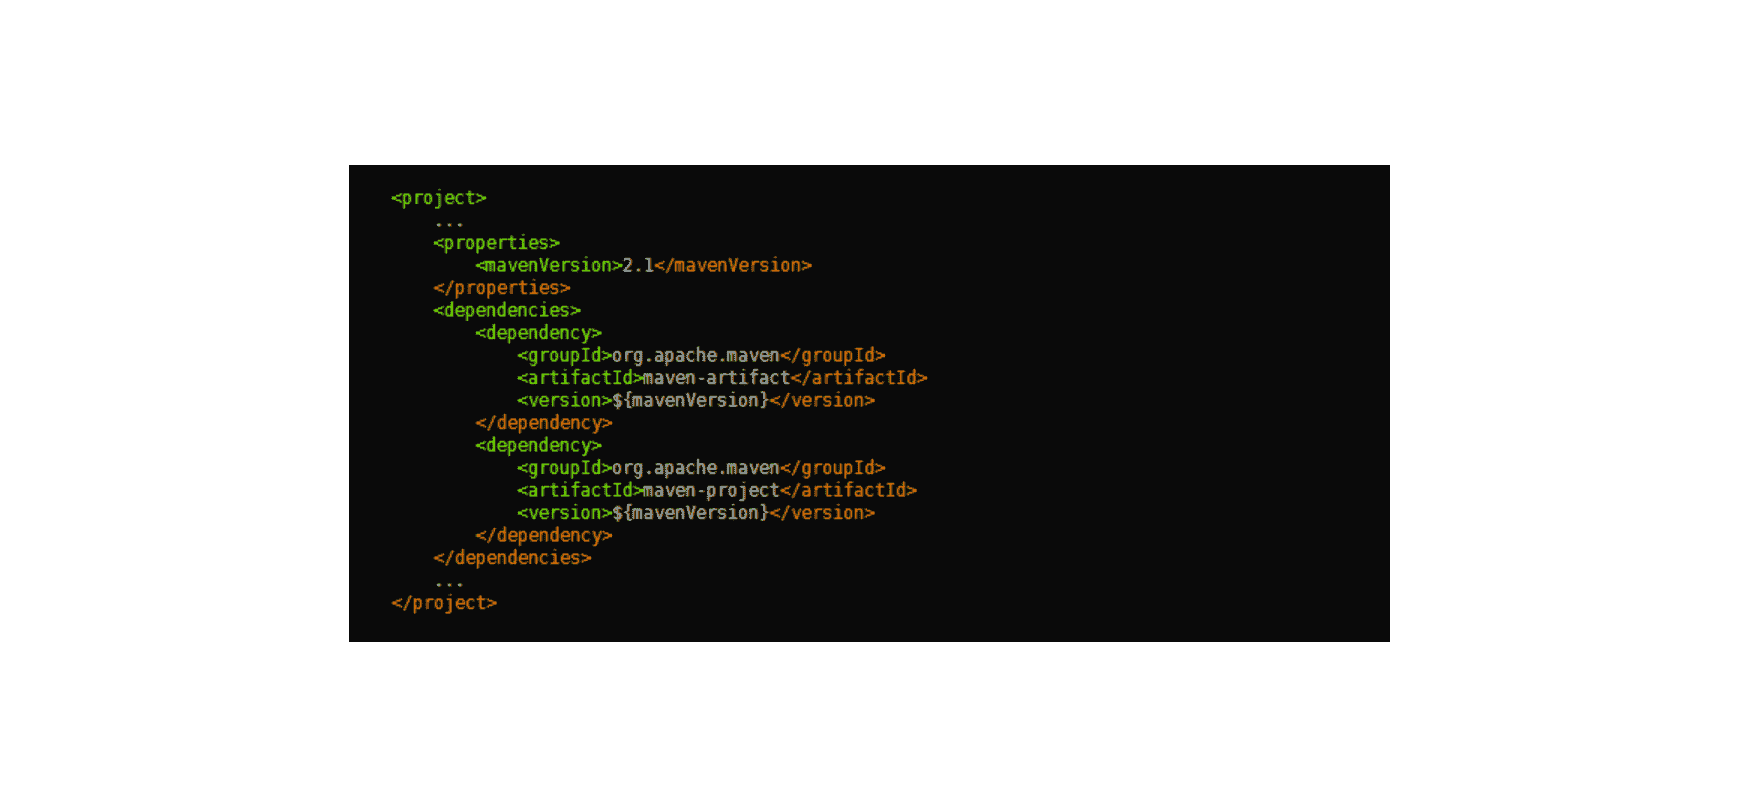 <project>
    ...
    <properties>
        <mavenVersion>2.1</mavenVersion>
    </properties>
    <dependencies>
        <dependency>
            <groupId>org.apache.maven</groupId>
            <artifactId>maven-artifact</artifactId>
            <version>${mavenVersion}</version>
        </dependency>
        <dependency>
            <groupId>org.apache.maven</groupId>
            <artifactId>maven-project</artifactId>
            <version>${mavenVersion}</version>
        </dependency>
    </dependencies>
    ...
</project>